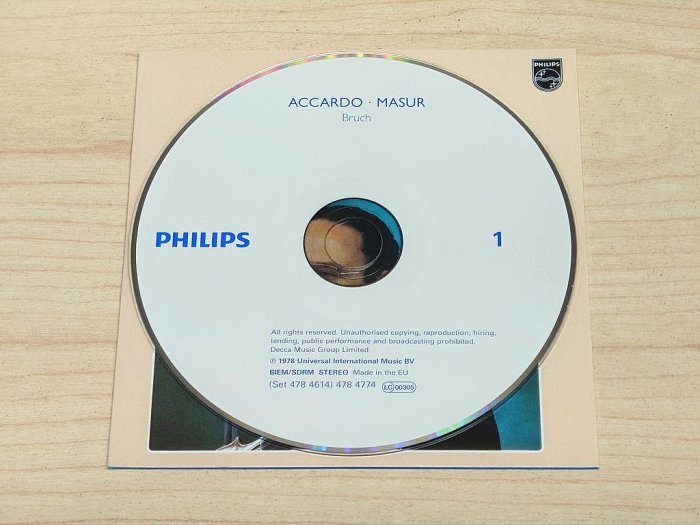 PHILIPS
ACCARDO · MASUR
Bruch
PHILIPS
1
All rights reserved. Unauthorised copying, reproduction, hiring,
lending, public performance and broadcasting prohibited.
Decca Music Group Limited
℗ 1978 Universal International Music BV
BIEM/SDRM STEREO Made in the EU
(Set 478 4614) 478 4774 LC 00305